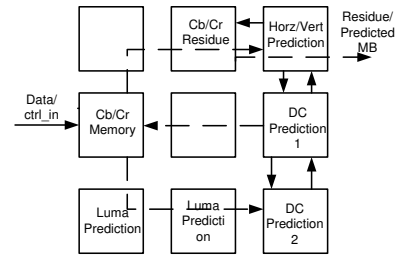 Cb/Cr
Residue
Horz/Vert
Prediction
Residue/
Predicted
MB
Data/
ctrl_in
Cb/Cr
Memory
DC
Prediction
1
Luma
Prediction
Luma
Predicti
on
DC
Prediction
2